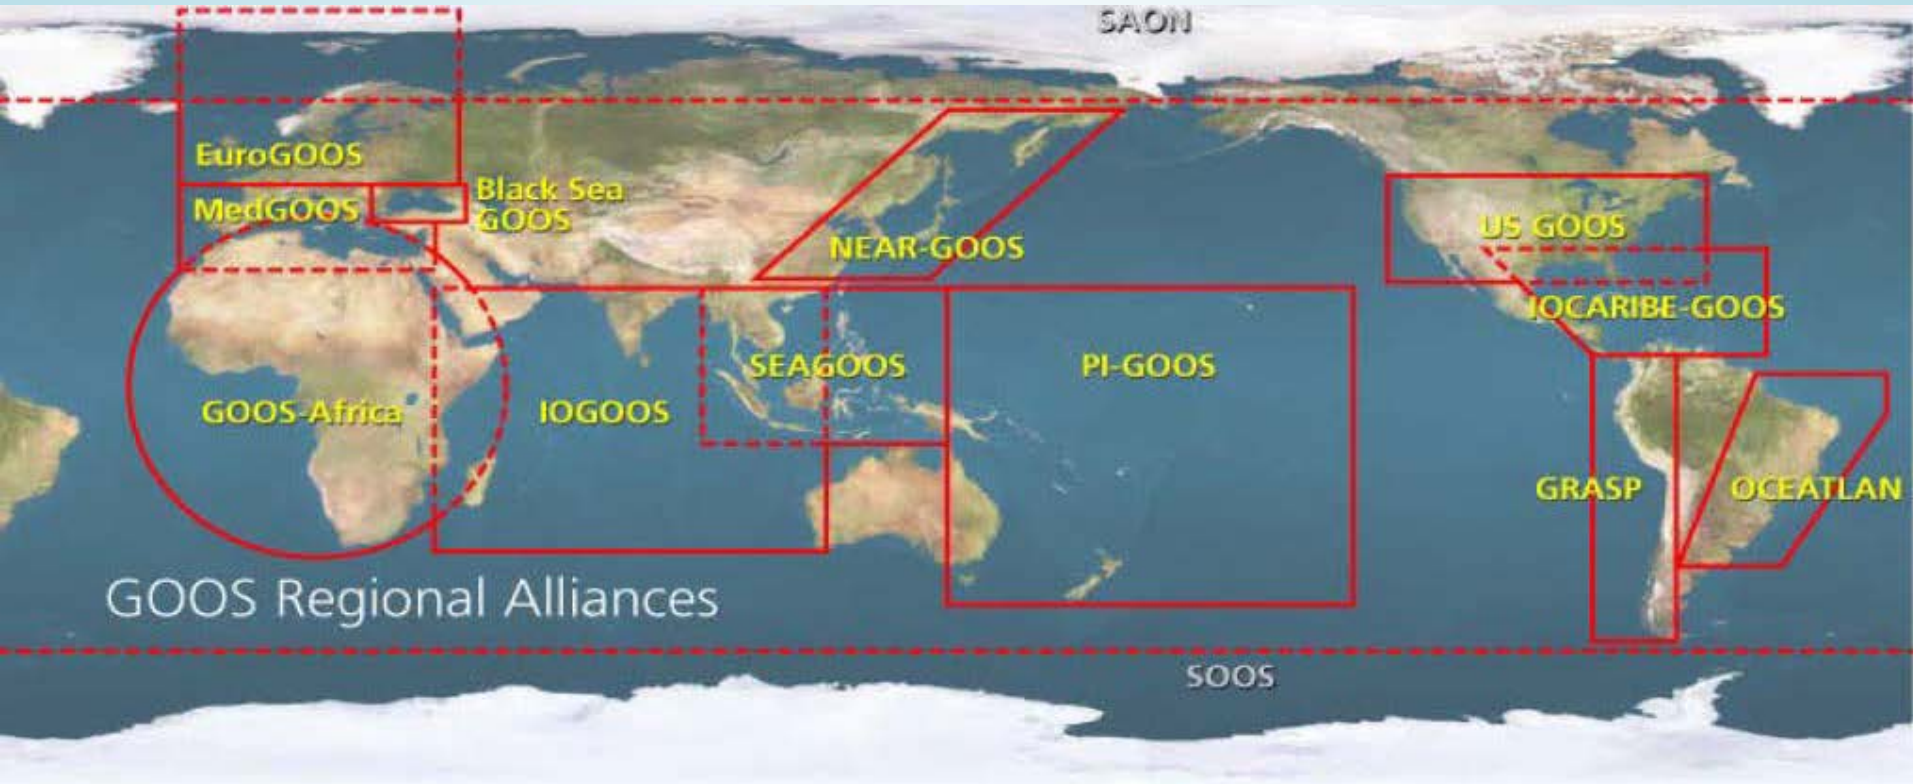 SAON
EuroGOOS
Black Sea
GOOS
MedGOOS
NEAR-GOOS
US GOOS
IOCARIBE-GOOS
SEAGOOS
PI-GOOS
GOOS-Africa
IOGOOS
GRASP
OCEATLAN
GOOS Regional Alliances
SOOS